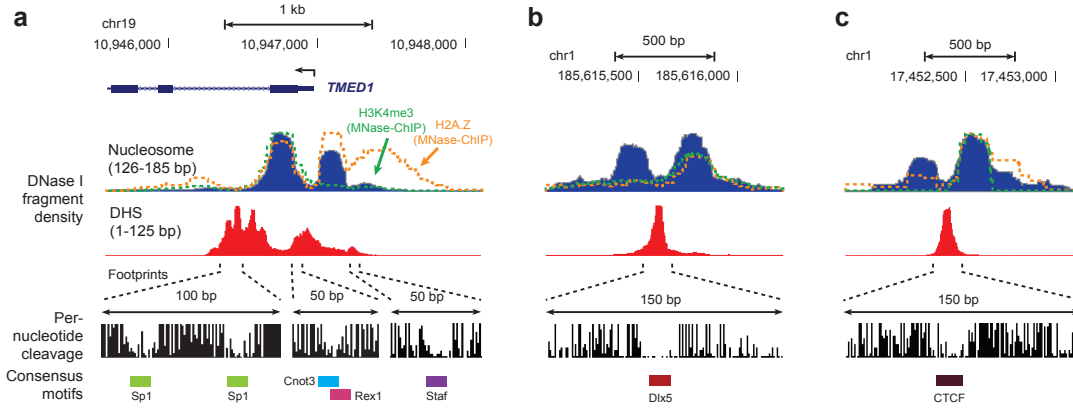 a
chr19
1 kb
10,946,000
10,947,000
10,948,000
TMED1
H3K4me3
(MNase-ChIP)
H2A.Z
(MNase-ChIP)
Nucleosome
(126-185 bp)
DNase I
fragment
density
DHS
(1-125 bp)
Footprints
100 bp
50 bp
50 bp
Per-
nucleotide
cleavage
Consensus
motifs
Sp1
Sp1
Cnot3
Rex1
Staf
b
500 bp
chr1
185,615,500
185,616,000
150 bp
Dlx5
c
chr1
500 bp
17,452,500
17,453,000
150 bp
CTCF